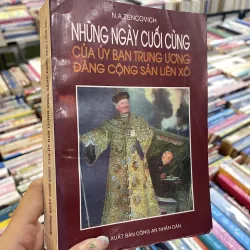 N.A.ZENCOVICH
NHỮNG NGÀY CUỐI CÙNG
CỦA ỦY BAN TRUNG ƯƠNG
ĐẢNG CỘNG SẢN LIÊN XÔ
XUẤT BẢN CÔNG AN NHÂN DÂN